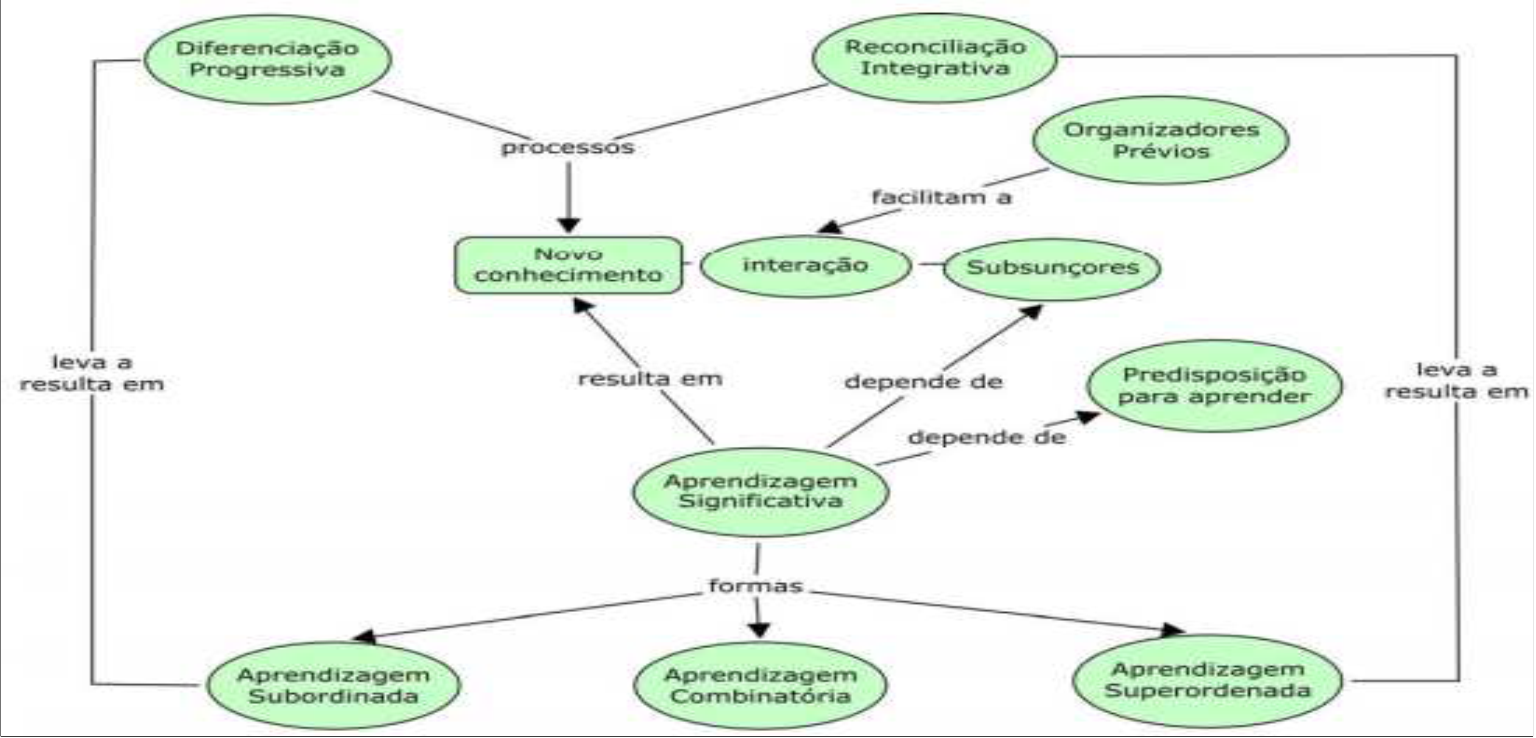 Diferenciação
Progressiva
Reconciliação
Integrativa
Organizadores
Prévios
processos
facilitam a
Novo
conhecimento
interação
Subsunçores
leva a
resulta em
resulta em
depende de
Predisposição
para aprender
leva a
resulta em
depende de
Aprendizagem
Significativa
formas
Aprendizagem
Subordinada
Aprendizagem
Combinatória
Aprendizagem
Superordenada